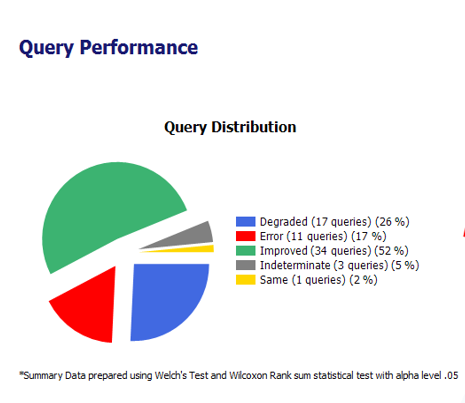 Query Performance
Query Distribution
Degraded (17 queries) (26 %)
Error (11 queries) (17 %)
Improved (34 queries) (52 %)
Indeterminate (3 queries) (5 %)
Same (1 queries) (2 %)
*Summary Data prepared using Welch's Test and Wilcoxon Rank sum statistical test with alpha level .05